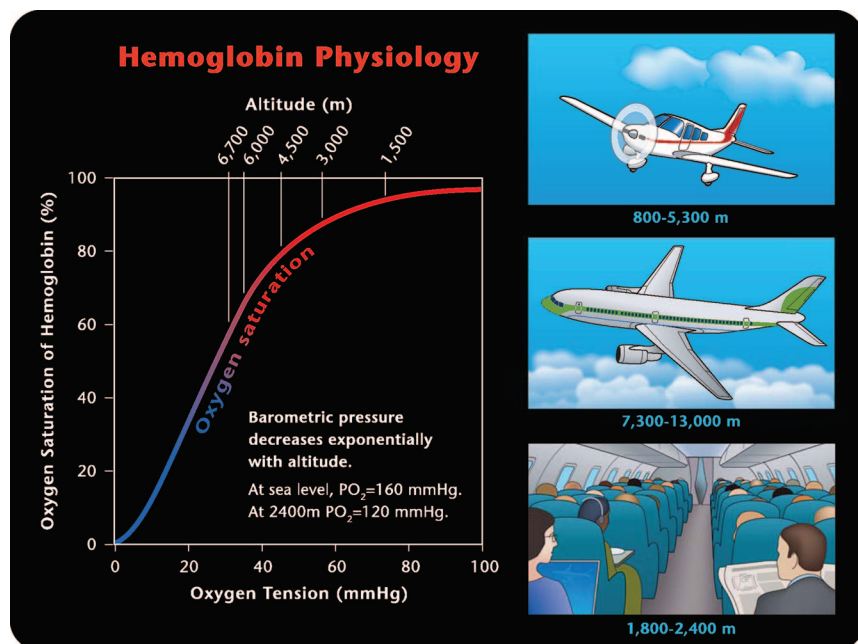 Hemoglobin Physiology
Altitude (m)
6,700
6,000
4,500
3,000
1,500
100
80
60
40
20
0
Oxygen Saturation of Hemoglobin (%)
Oxygen saturation
Barometric pressure
decreases exponentially
with altitude.
At sea level, PO₂=160 mmHg.
At 2400m PO₂=120 mmHg.
0 20 40 60 80 100
Oxygen Tension (mmHg)
800-5,300 m
7,300-13,000 m
1,800-2,400 m